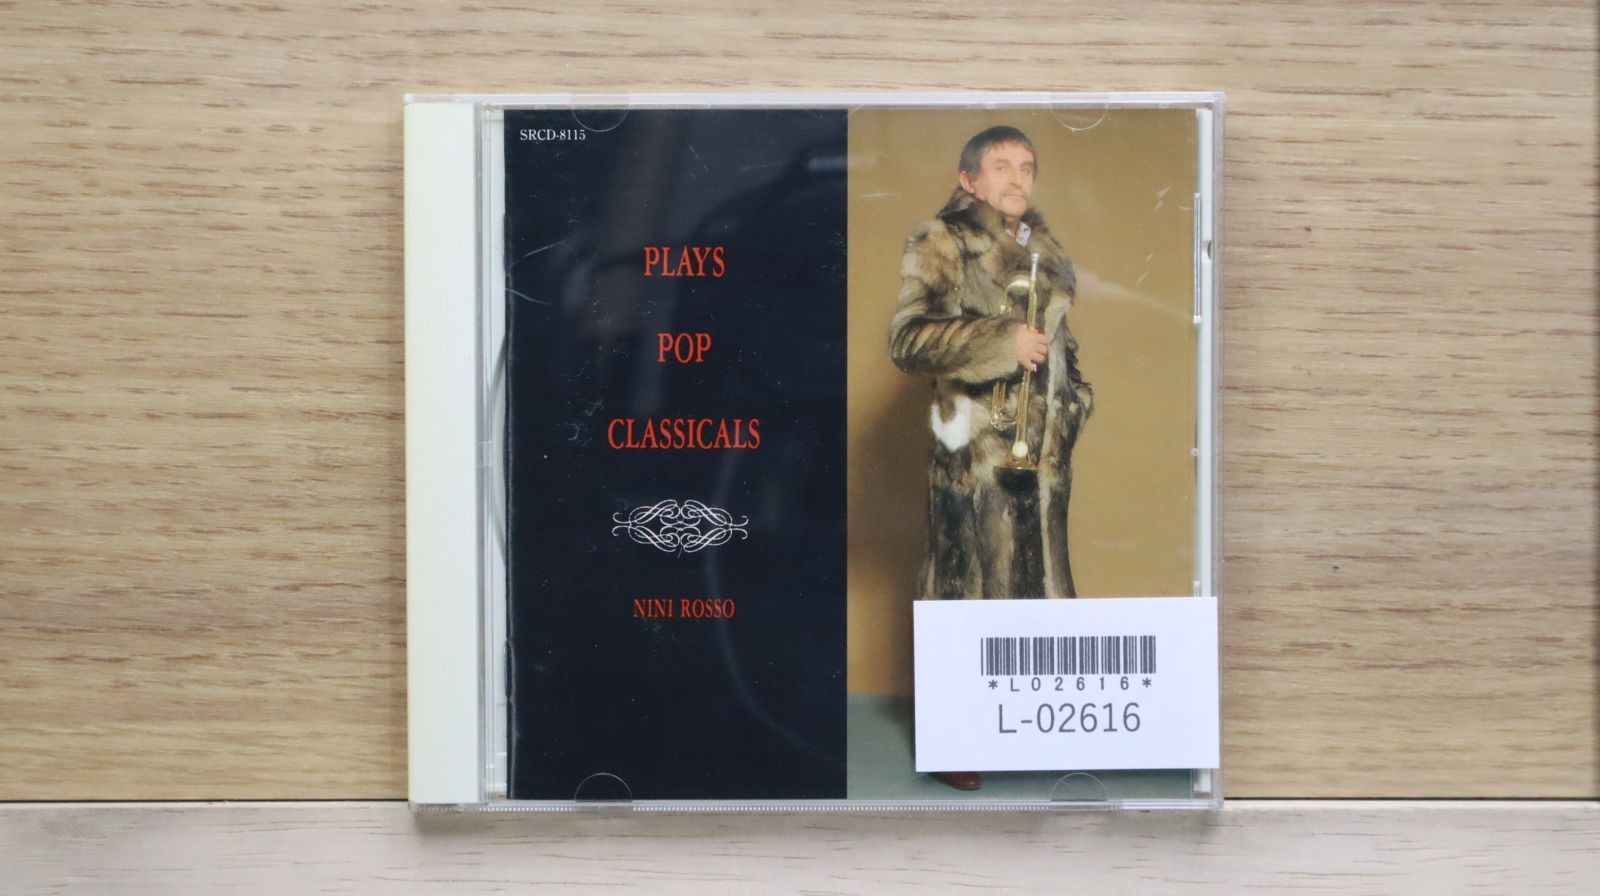 SRCD-8115
PLAYS
POP
CLASSICALS
NINI ROSSO
*L02616*
L-02616